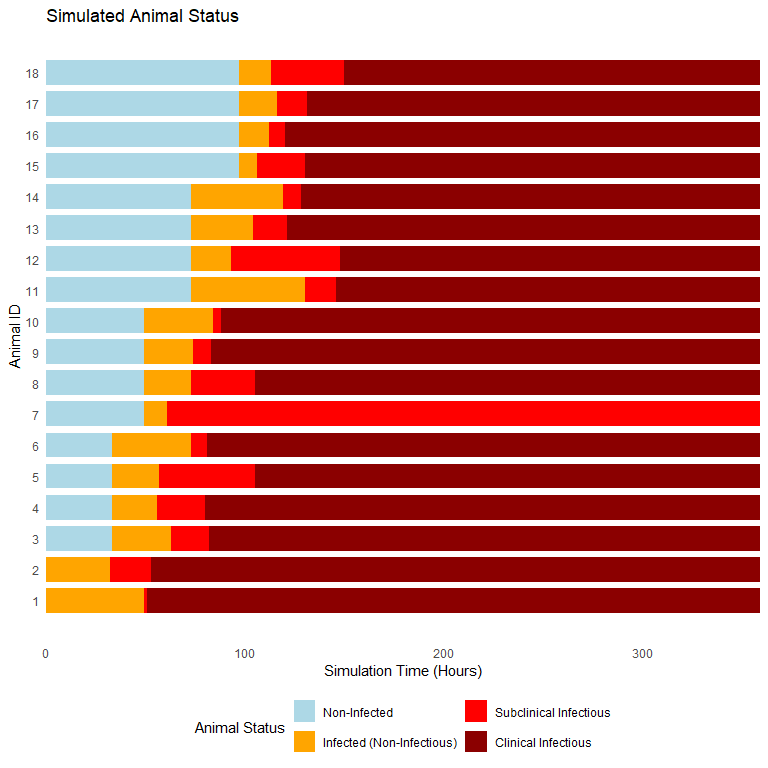 Simulated Animal Status
18
17
16
15
14
13
12
11
10
9
8
7
6
5
4
3
2
1
Animal ID
0 100 200 300
Simulation Time (Hours)
Animal Status
Non-Infected
Subclinical Infectious
Infected (Non-Infectious)
Clinical Infectious